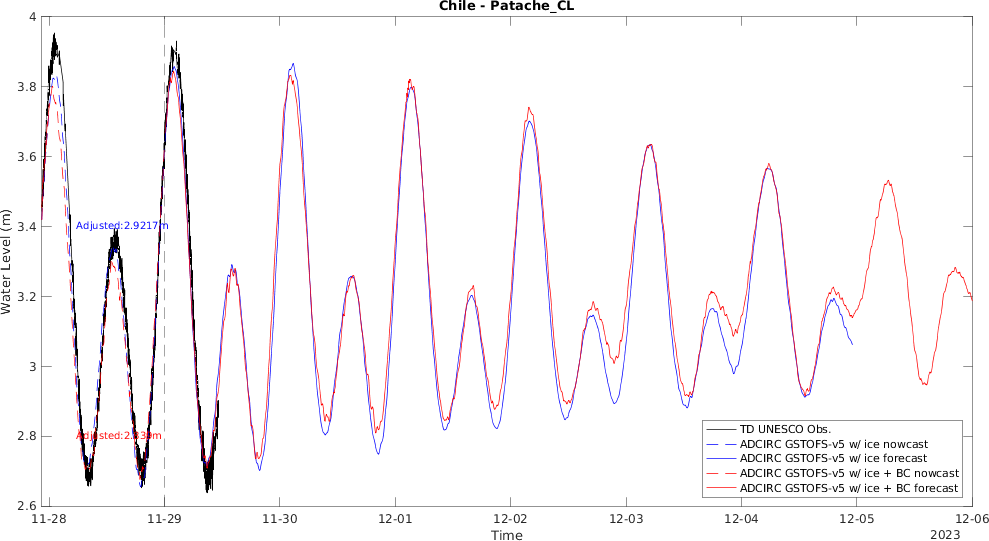 Chile - Patache_CL
4
3.8
3.6
3.4
3.2
3
2.8
2.6
Water Level (m)
Adjusted:2.9217m
TD UNESCO Obs.
ADCIRC GSTOFS-v5 w/ ice nowcast
ADCIRC GSTOFS-v5 w/ ice forecast
ADCIRC GSTOFS-v5 w/ ice + BC nowcast
ADCIRC GSTOFS-v5 w/ ice + BC forecast
11-28
11-29
11-30
12-01
12-02
12-03
12-04
12-05
12-06
Time
2023